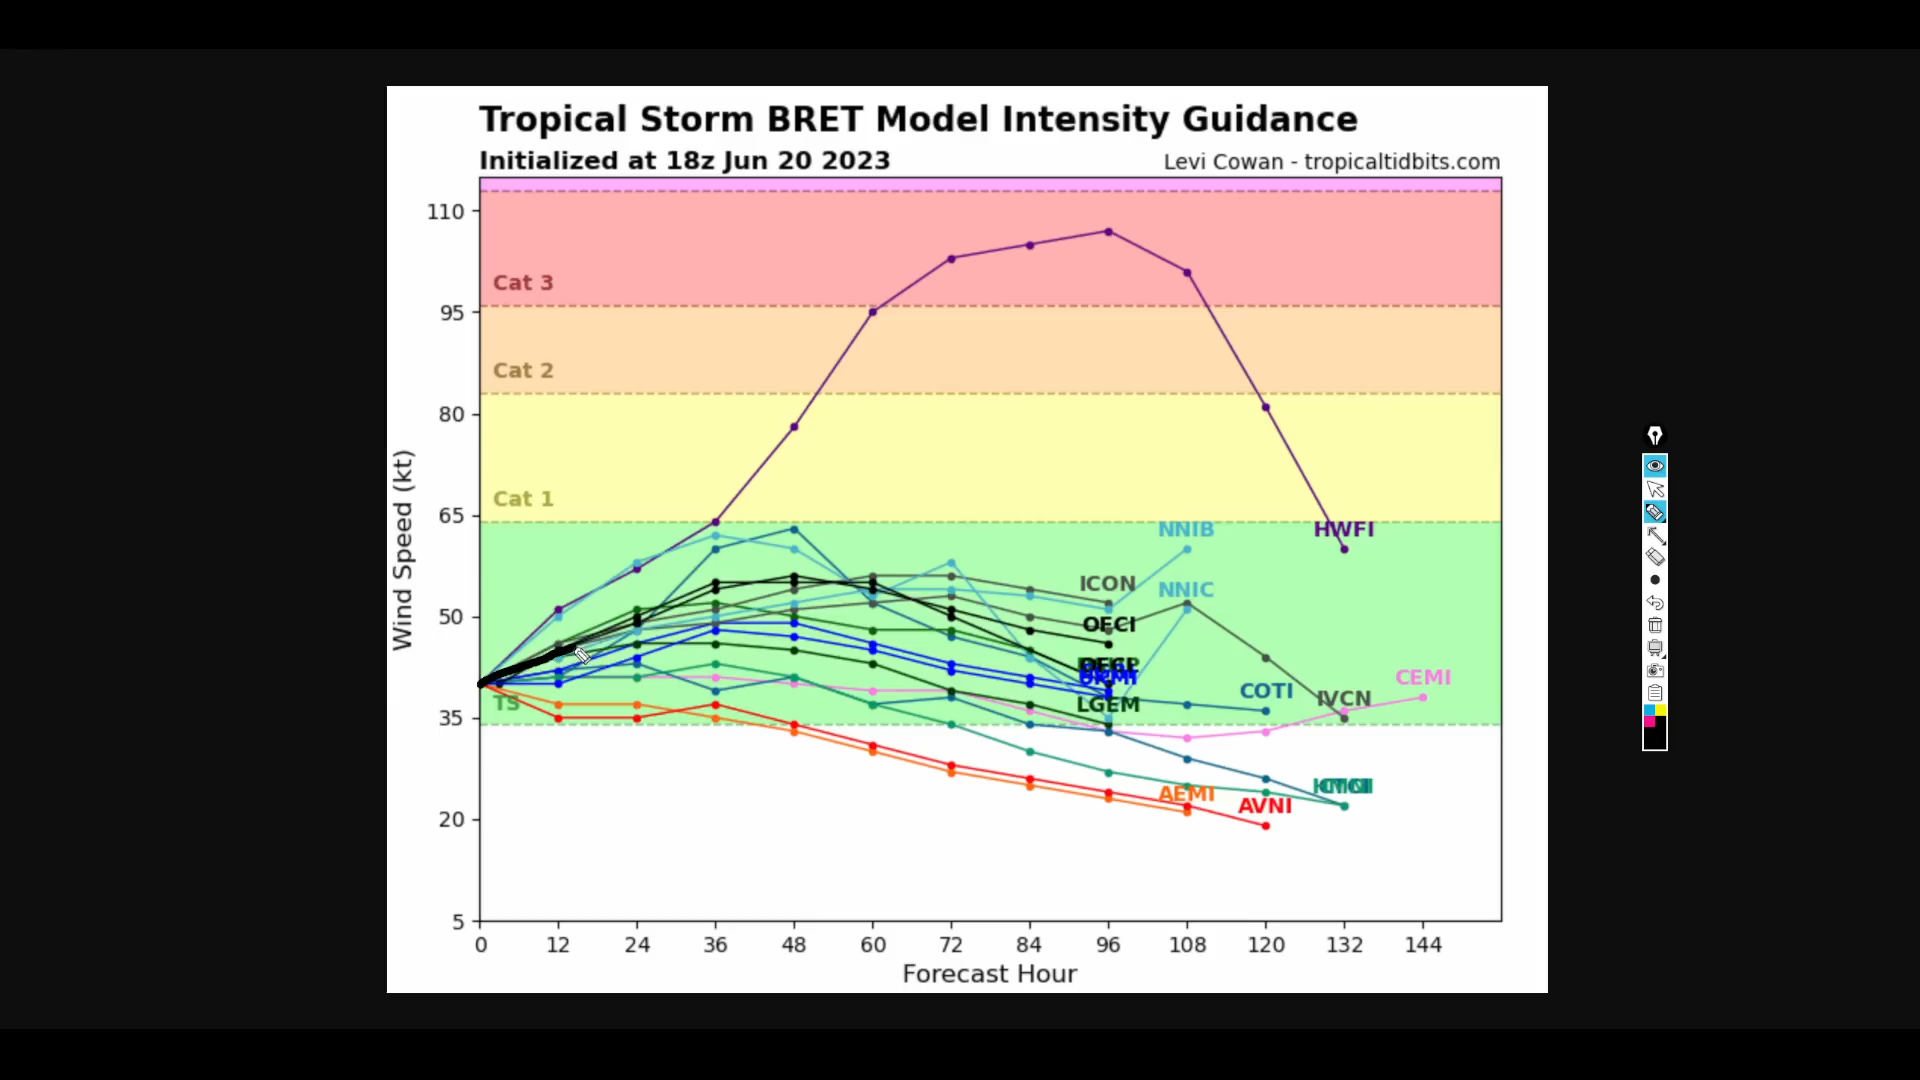 Tropical Storm BRET Model Intensity Guidance
Initialized at 18z Jun 20 2023
Levi Cowan - tropicaltidbits.com
110
Cat 3
95
Cat 2
80
Cat 1
65
NNIB
HWFI
ICON
NNIC
50
OFCI
CEMI
COTI
IVCN
LGEM
TS
35
AEMI
AVNI
20
5
0 12 24 36 48 60 72 84 96 108 120 132 144
Forecast Hour
Wind Speed (kt)